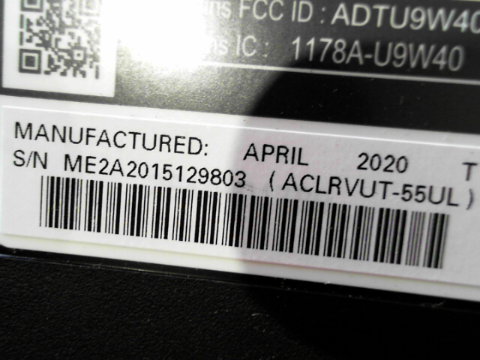 FCC ID : ADTU9W40
IC : 1178A-U9W40
MANUFACTURED: APRIL 2020 T
S/N ME2A2015129803 (ACLRVUT-55UL)